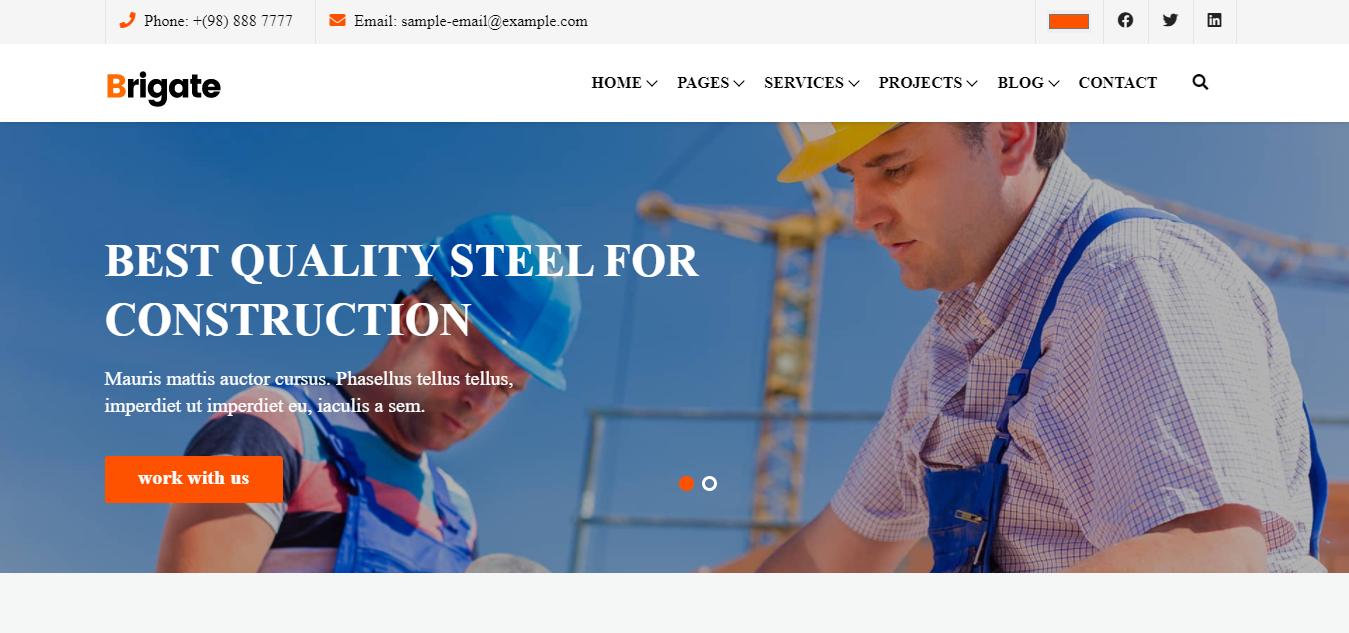 Phone: +(98) 888 7777
Email: sample-email@example.com
Brigate
HOME
PAGES
SERVICES
PROJECTS
BLOG
CONTACT
BEST QUALITY STEEL FOR
CONSTRUCTION
Mauris mattis auctor cursus. Phasellus tellus tellus,
imperdiet ut imperdiet eu, iaculis a sem.
work with us